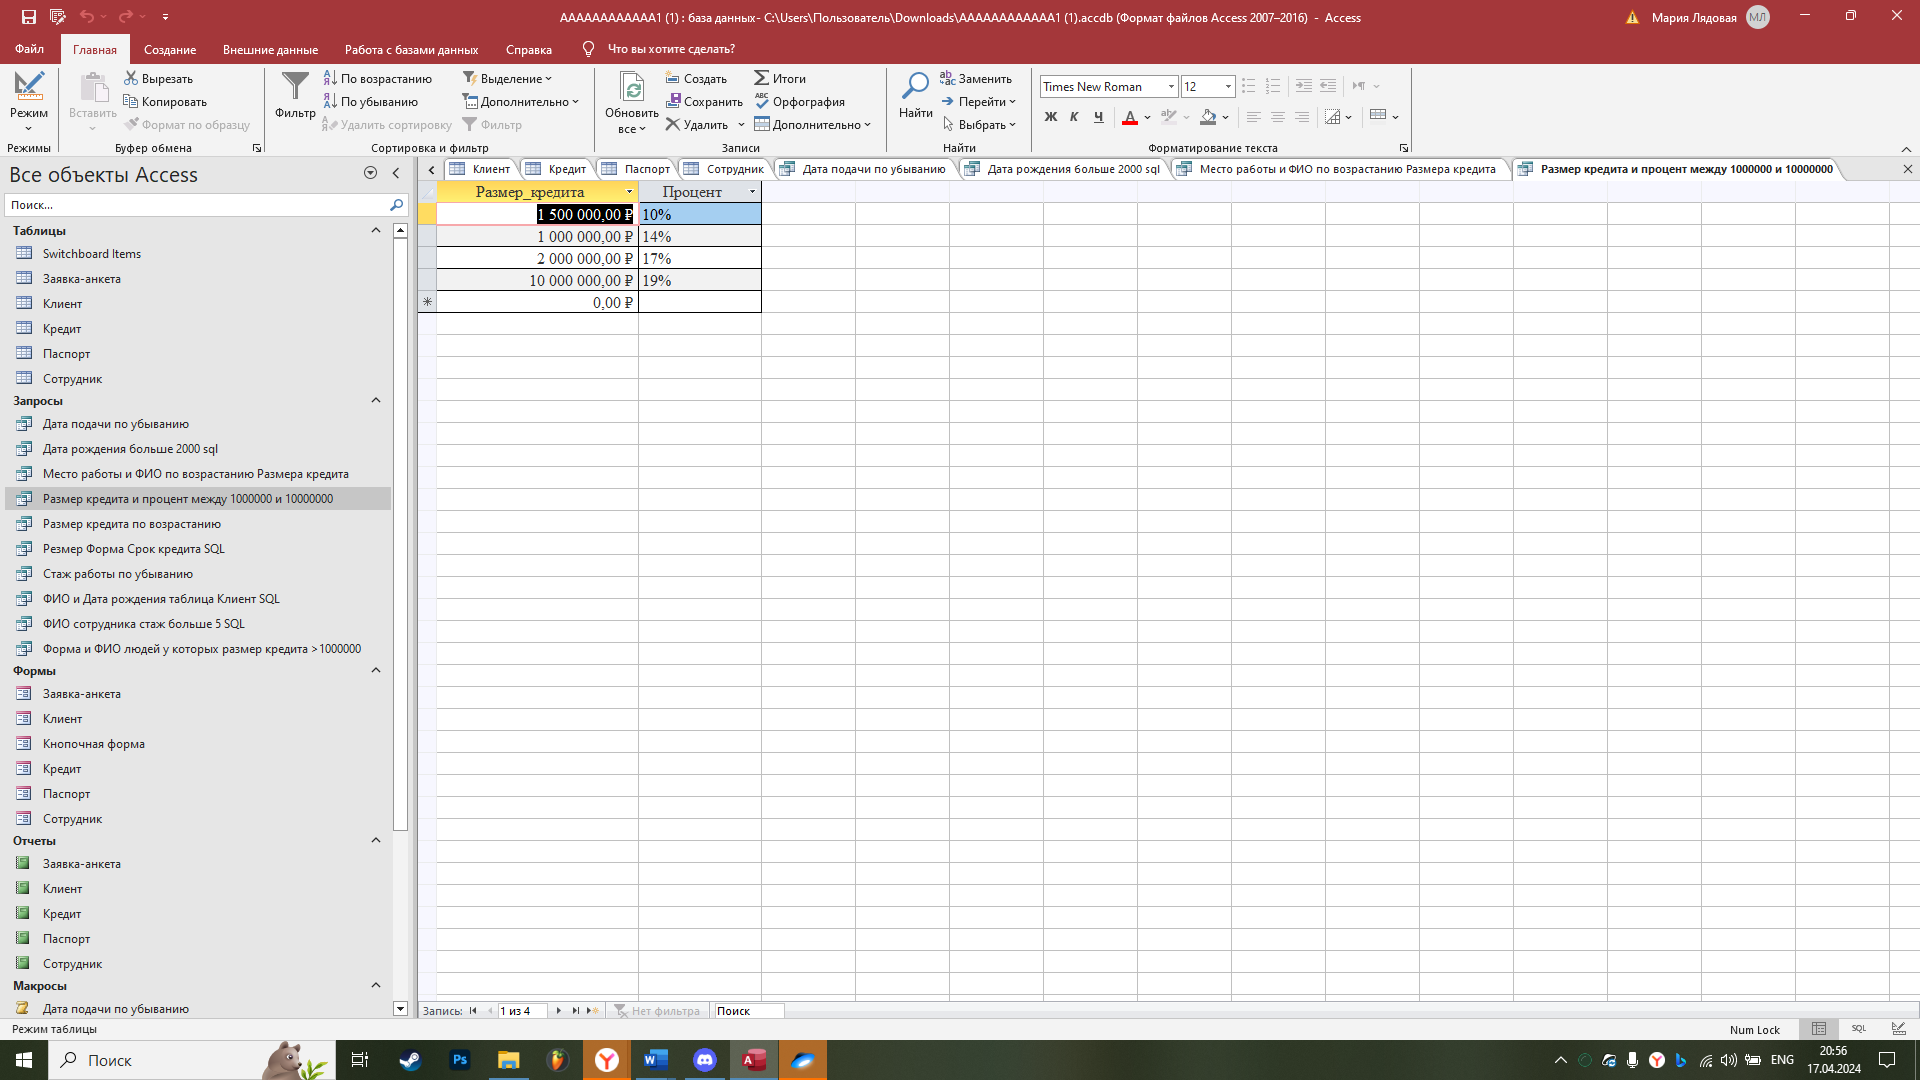 AAAAAAAAAAAA1 (1) : база данных- C:\Users\Пользователь\Downloads\AAAAAAAAAAAA1 (1).accdb (Формат файлов Access 2007–2016) - Access
Мария Лядовая
МЛ
Файл
Главная
Создание
Внешние данные
Работа с базами данных
Справка
Что вы хотите сделать?
Режим
Режимы
Вставить
Вырезать
Копировать
Формат по образцу
Буфер обмена
Фильтр
По возрастанию
По убыванию
Удалить сортировку
Выделение
Дополнительно
Фильтр
Сортировка и фильтр
Обновить
все
Создать
Сохранить
Удалить
Итоги
Орфография
Дополнительно
Записи
Найти
Заменить
Перейти
Выбрать
Найти
Times New Roman
12
Ж К Ч
Форматирование текста
Все объекты Access
Поиск...
Таблицы
Switchboard Items
Заявка-анкета
Клиент
Кредит
Паспорт
Сотрудник
Запросы
Дата подачи по убыванию
Дата рождения больше 2000 sql
Место работы и ФИО по возрастанию Размера кредита
Размер кредита и процент между 1000000 и 10000000
Размер кредита по возрастанию
Резмер Форма Срок кредита SQL
Стаж работы по убыванию
ФИО и Дата рождения таблица Клиент SQL
ФИО сотрудника стаж больше 5 SQL
Форма и ФИО людей у которых размер кредита >1000000
Формы
Заявка-анкета
Клиент
Кнопочная форма
Кредит
Паспорт
Сотрудник
Отчеты
Заявка-анкета
Клиент
Кредит
Паспорт
Сотрудник
Макросы
Дата подачи по убыванию
Клиент
Кредит
Паспорт
Сотрудник
Дата подачи по убыванию
Дата рождения больше 2000 sql
Место работы и ФИО по возрастанию Размера кредита
Размер кредита и процент между 1000000 и 10000000
Размер_кредита Процент
1 500 000,00 ₽ 10%
1 000 000,00 ₽ 14%
2 000 000,00 ₽ 17%
10 000 000,00 ₽ 19%
0,00 ₽
Запись: 1 из 4 Нет фильтра Поиск
Режим таблицы
Num Lock
SQL
Поиск
ENG
20:56
17.04.2024